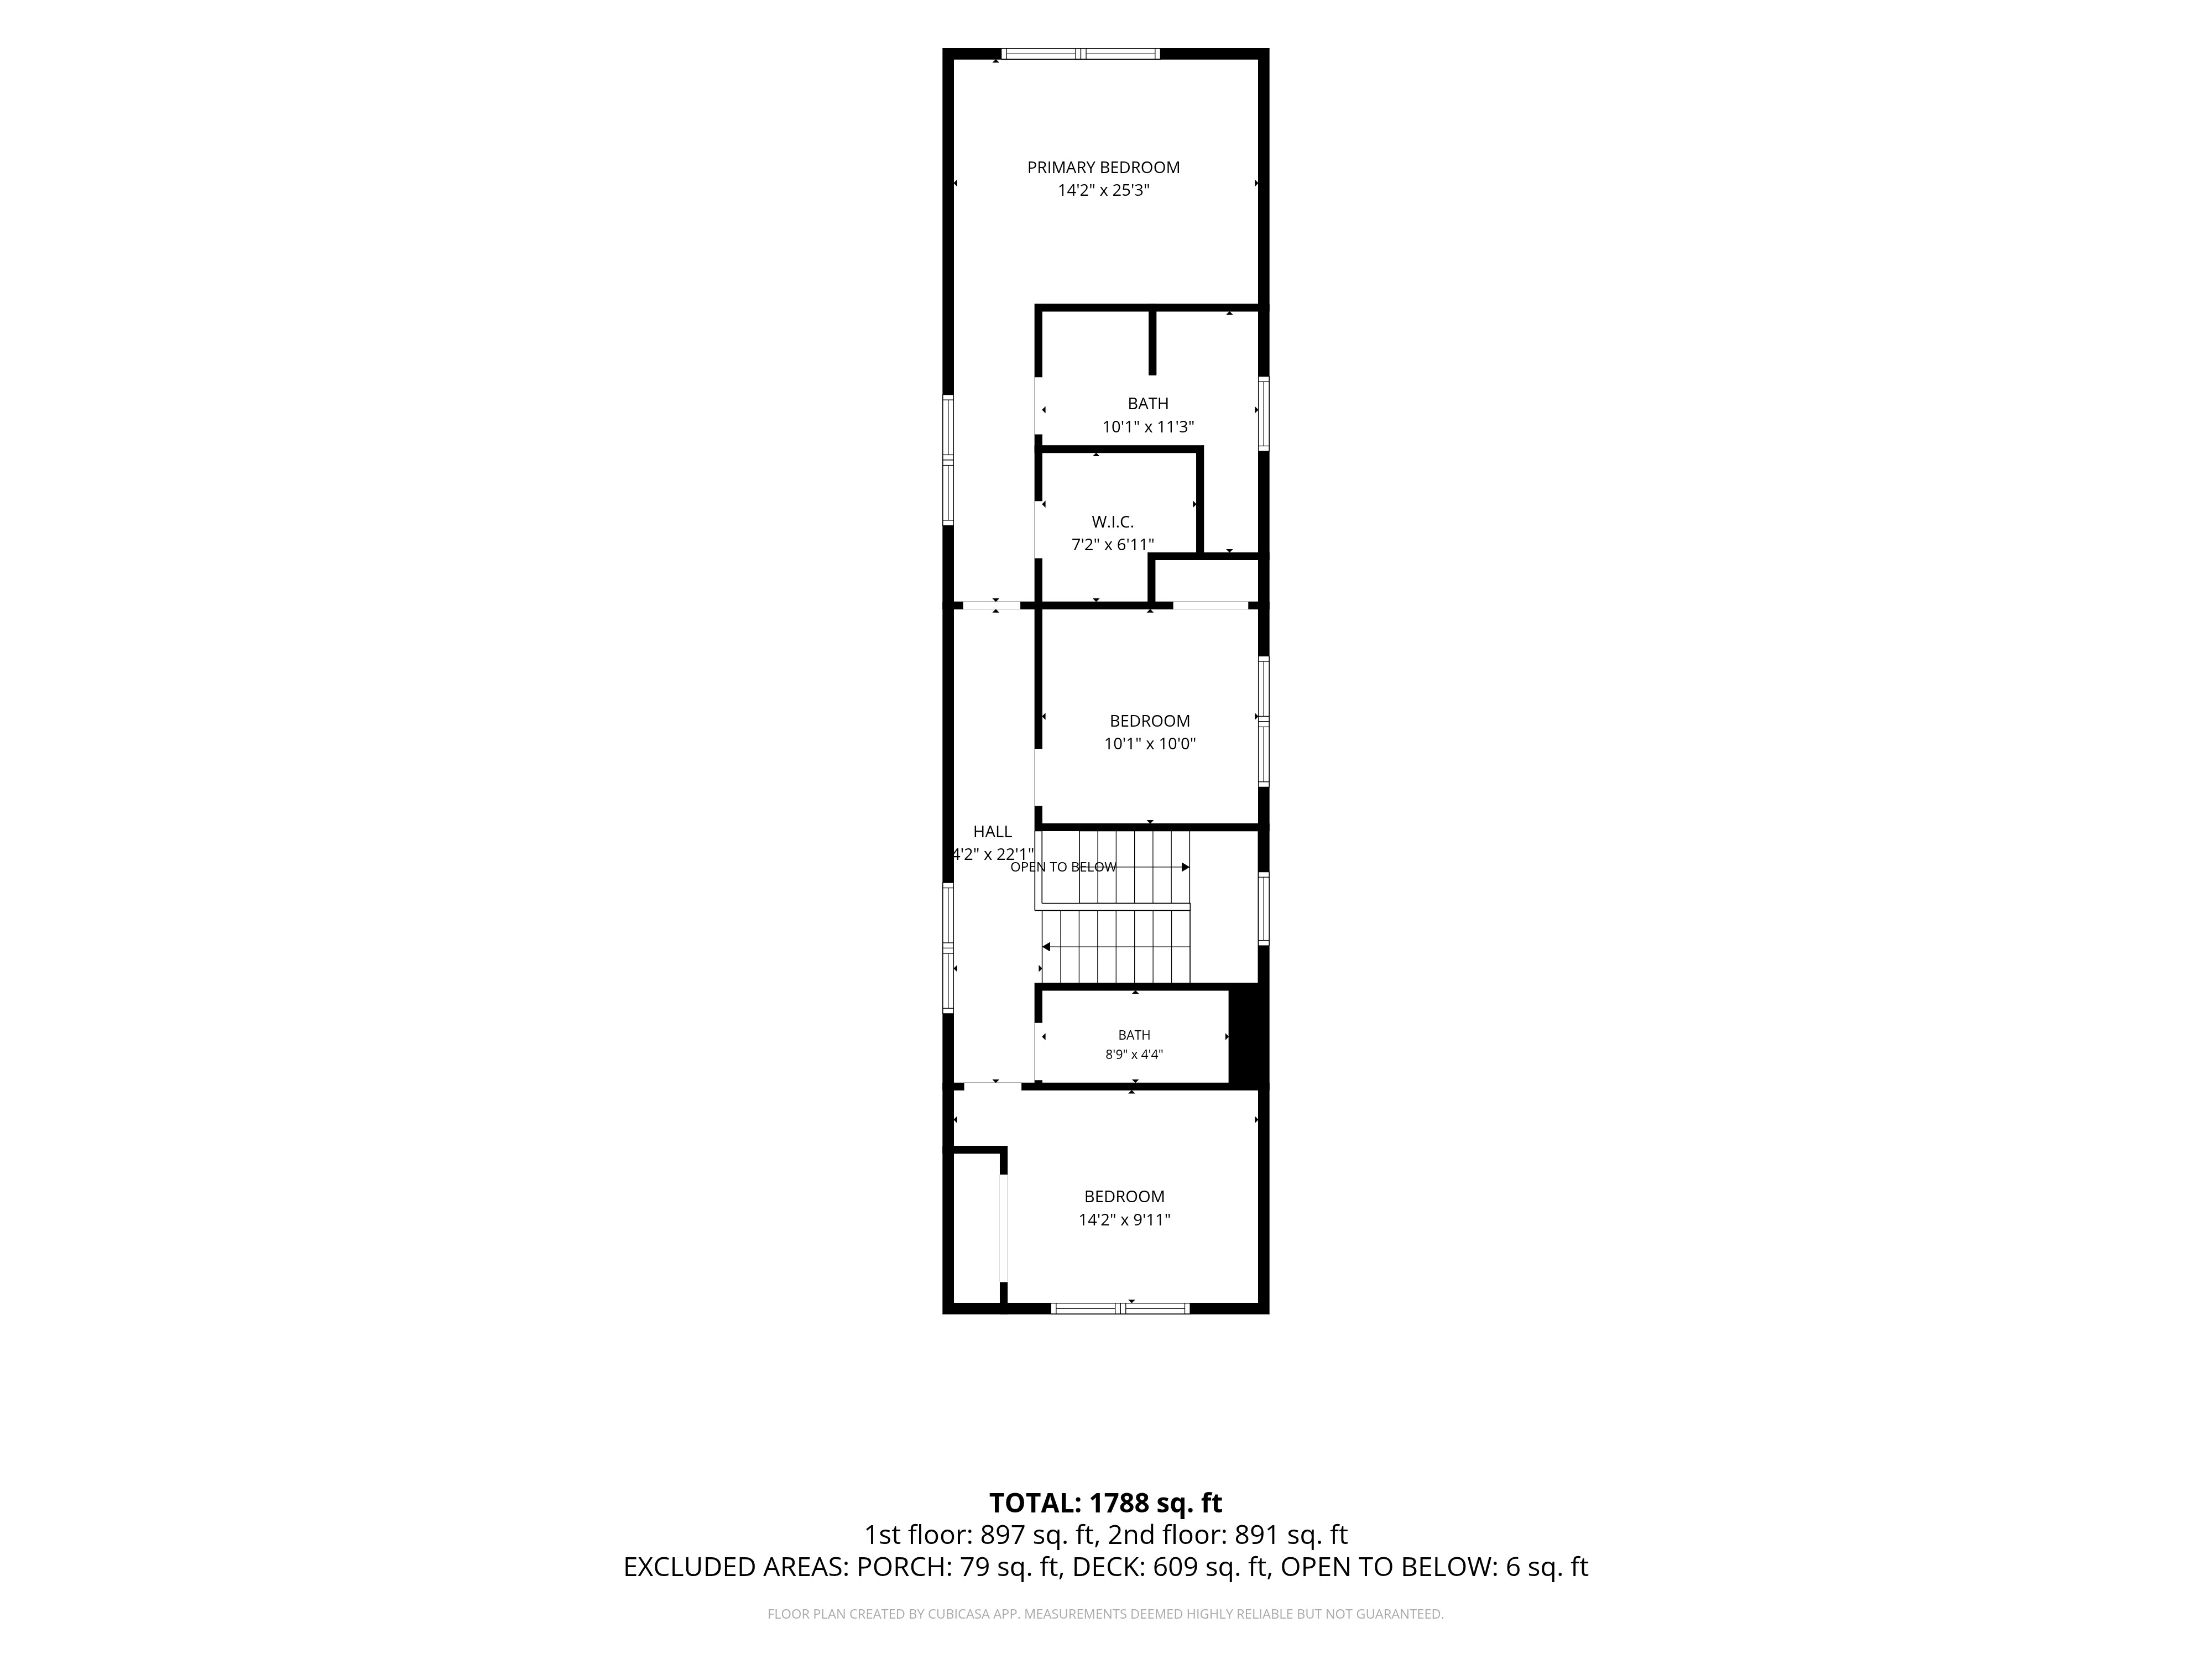 PRIMARY BEDROOM
14'2" x 25'3"
BATH
10'1" x 11'3"
W.I.C.
7'2" x 6'11"
BEDROOM
10'1" x 10'0"
HALL
4'2" x 22'1"
OPEN TO BELOW
BATH
8'9" x 4'4"
BEDROOM
14'2" x 9'11"
TOTAL: 1788 sq. ft
1st floor: 897 sq. ft, 2nd floor: 891 sq. ft
EXCLUDED AREAS: PORCH: 79 sq. ft, DECK: 609 sq. ft, OPEN TO BELOW: 6 sq. ft
FLOOR PLAN CREATED BY CUBICASA APP. MEASUREMENTS DEEMED HIGHLY RELIABLE BUT NOT GUARANTEED.